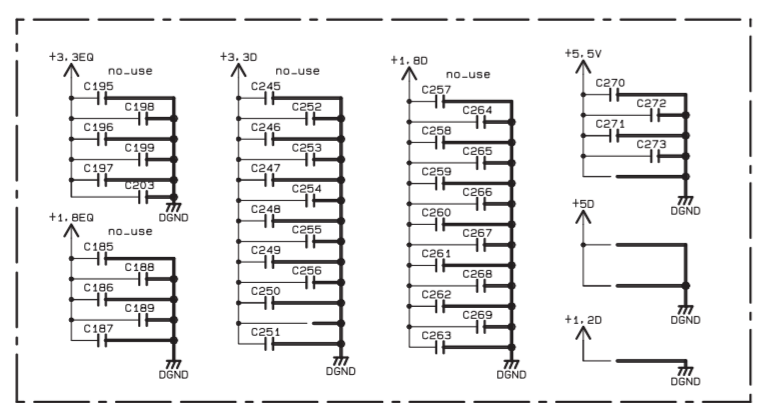 +3.3EQ
no_use
C195
C198
C196
C199
C197
C203
DGND
+1.8EQ
no_use
C185
C188
C186
C189
C187
DGND
+3.3D
no_use
C245
C252
C246
C253
C247
C254
C248
C255
C249
C256
C250
C251
DGND
+1.8D
no_use
C257
C264
C258
C265
C259
C266
C260
C267
C261
C268
C262
C269
C263
DGND
+5.5V
C270
C272
C271
C273
DGND
+5D
DGND
+1.2D
DGND